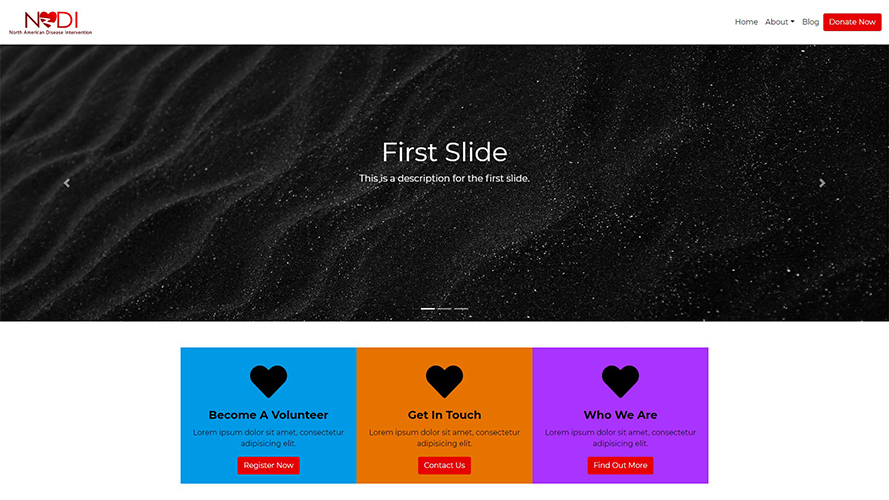 NADI
North American Disease Intervention
Home About Blog Donate Now
First Slide
This is a description for the first slide.
Become A Volunteer
Lorem ipsum dolor sit amet, consectetur
adipisicing elit.
Register Now
Get In Touch
Lorem ipsum dolor sit amet, consectetur
adipisicing elit.
Contact Us
Who We Are
Lorem ipsum dolor sit amet, consectetur
adipisicing elit.
Find Out More